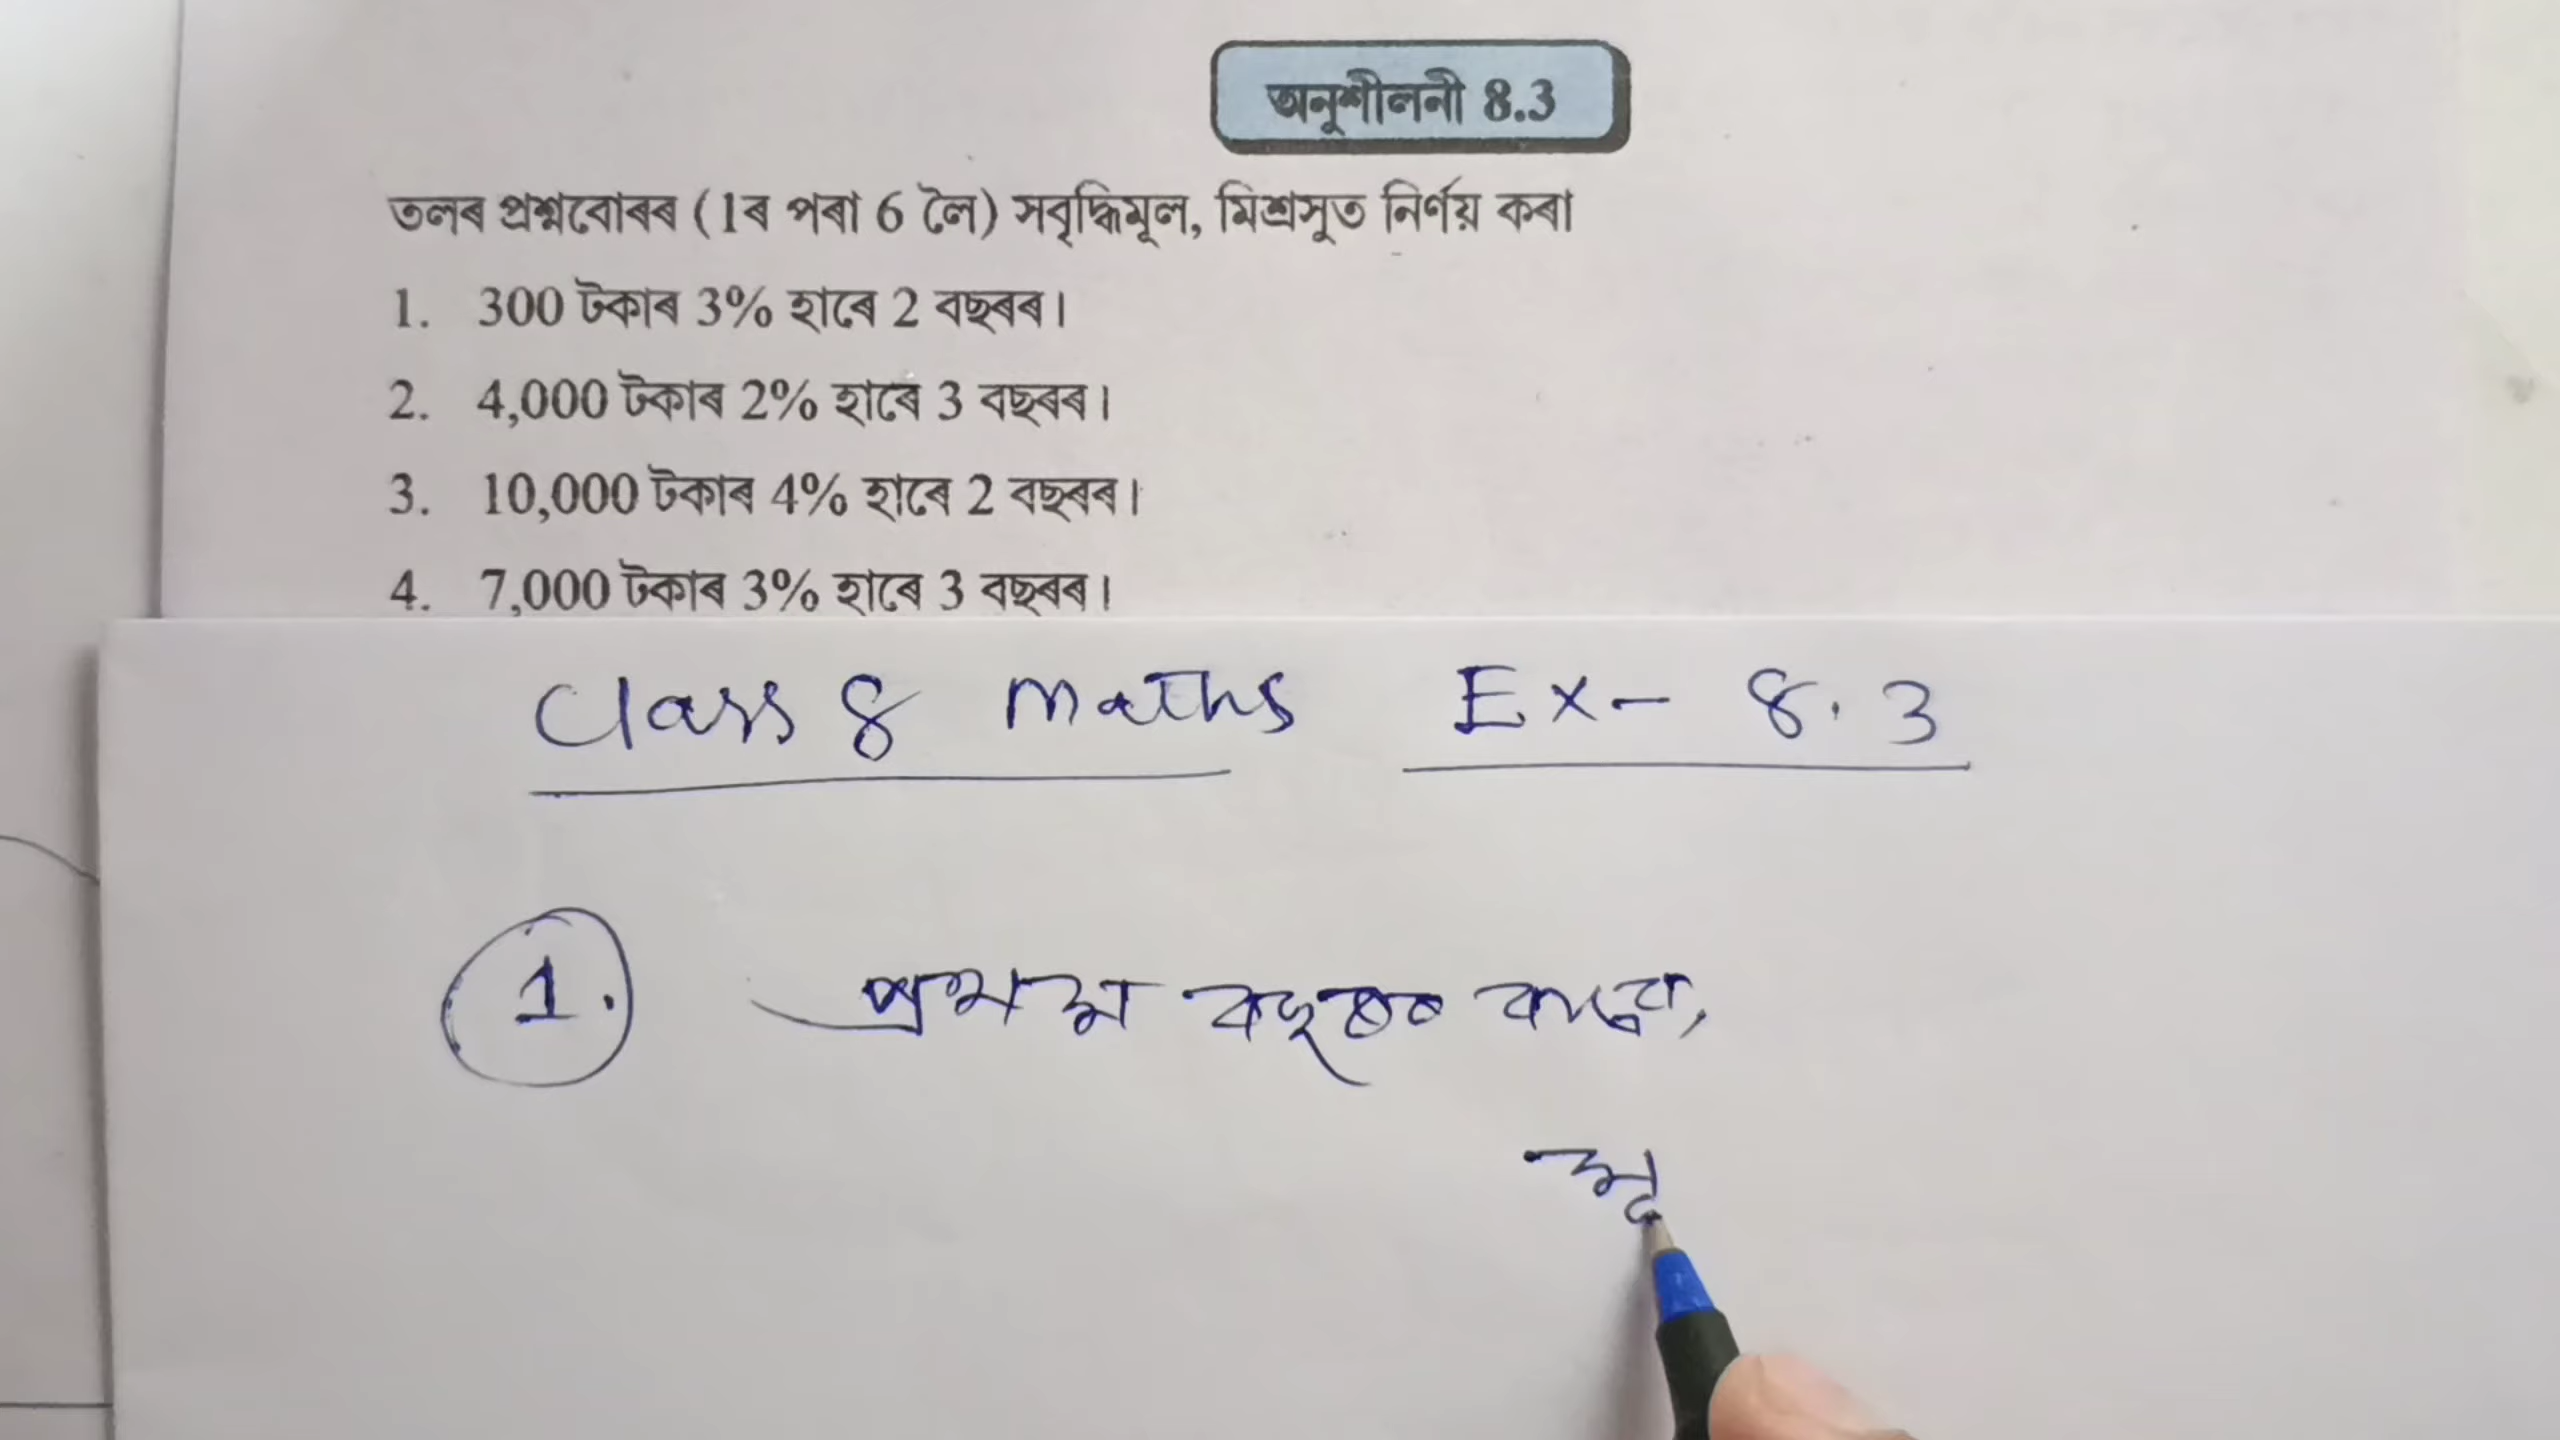 অনুশীলনী 8.3
তলৰ প্ৰশ্নবোৰৰ (1ৰ পৰা 6 লৈ) সবৃদ্ধিমূল, মিশ্ৰসুত নিৰ্ণয় কৰা
1. 300 টকাৰ 3% হাৰে 2 বছৰৰ।
2. 4,000 টকাৰ 2% হাৰে 3 বছৰৰ।
3. 10,000 টকাৰ 4% হাৰে 2 বছৰৰ।
4. 7,000 টকাৰ 3% হাৰে 3 বছৰৰ।
Class 8 Maths Ex- 8.3
1. প্ৰথম বছৰৰ বাবে,
মূ